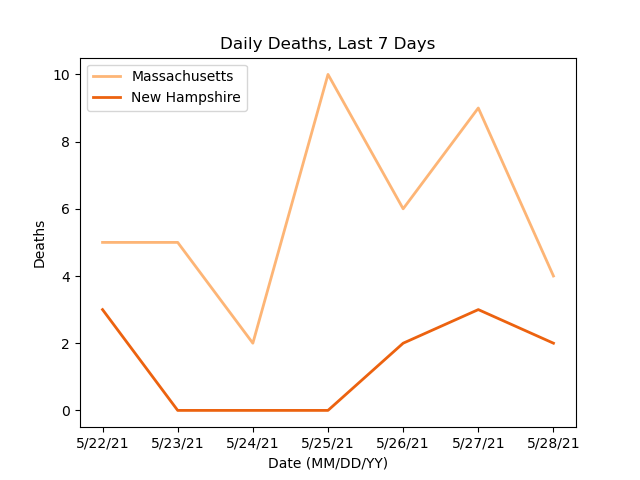 Daily Deaths, Last 7 Days
Massachusetts
New Hampshire
Deaths
10
8
6
4
2
0
5/22/21 5/23/21 5/24/21 5/25/21 5/26/21 5/27/21 5/28/21
Date (MM/DD/YY)